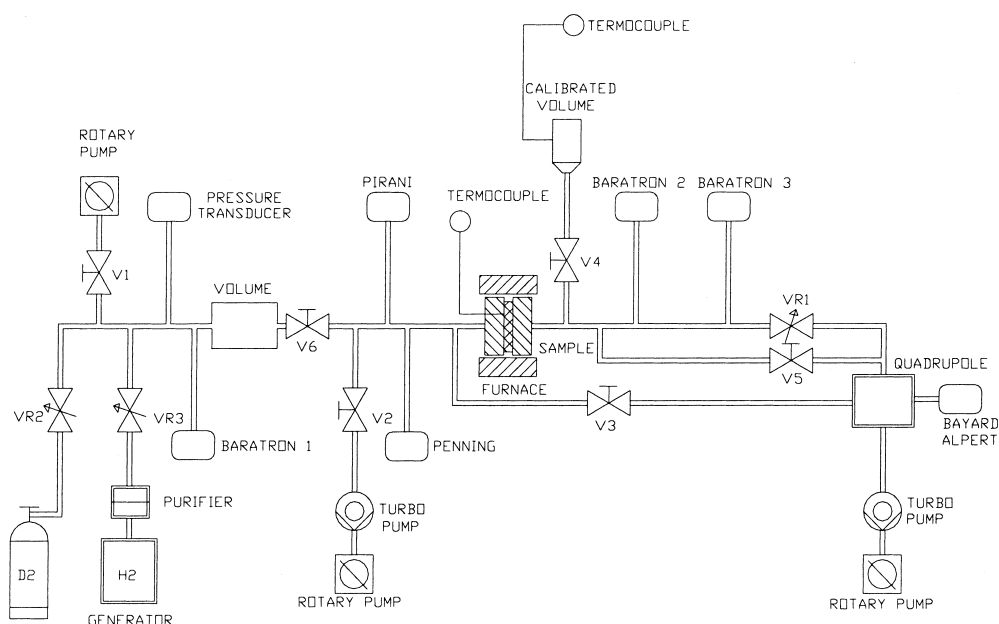 TERMOCOUPLE
CALIBRATED
VOLUME
ROTARY
PUMP
PRESSURE
TRANSDUCER
PIRANI
TERMOCOUPLE
BARATRON 2
BARATRON 3
V1
V4
VOLUME
VR1
V6
SAMPLE
V5
QUADRUPOLE
FURNACE
VR2
VR3
V2
V3
BARATRON 1
PENNING
BAYARD
ALPERT
PURIFIER
TURBO
PUMP
TURBO
PUMP
D2
H2
ROTARY PUMP
ROTARY PUMP
GENERATOR